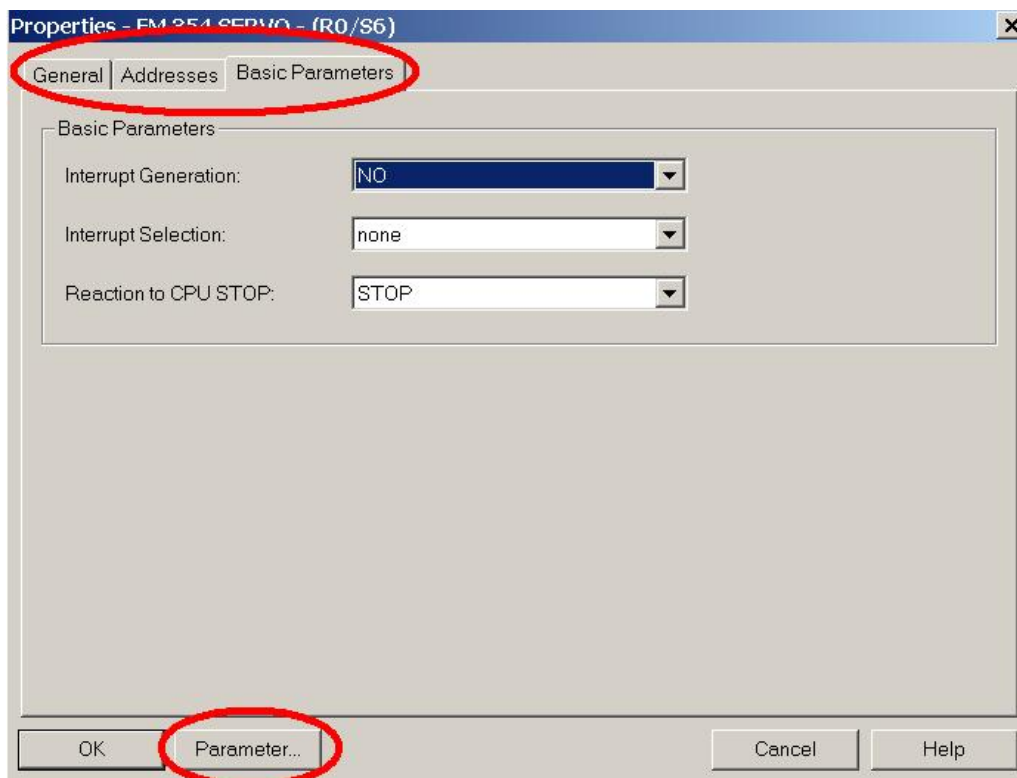 Properties - FM 354 SERVO - (R0/S6)
General Addresses Basic Parameters
Basic Parameters
Interrupt Generation: NO
Interrupt Selection: none
Reaction to CPU STOP: STOP
OK Parameter... Cancel Help